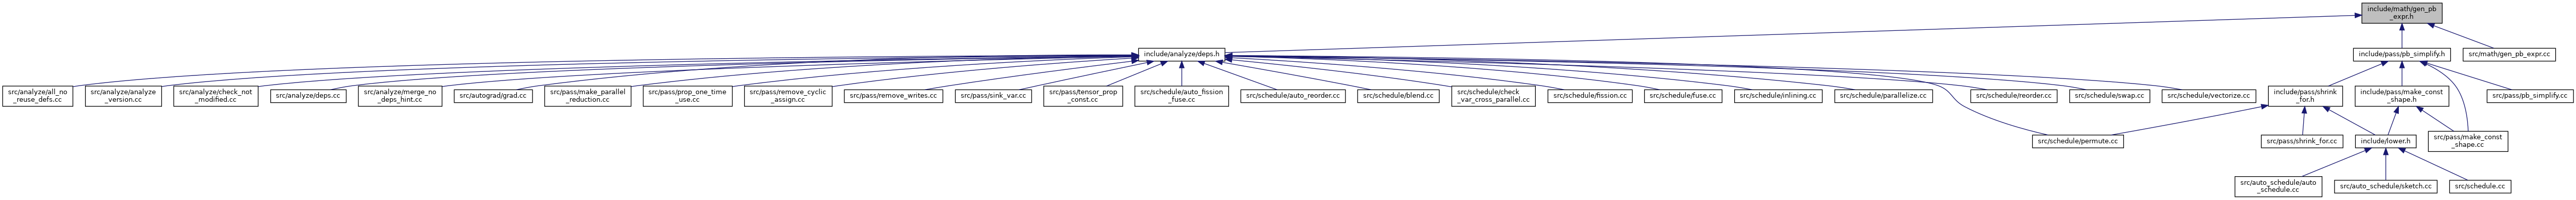 include/math/gen_pb
_expr.h
include/analyze/deps.h
include/pass/pb_simplify.h
src/math/gen_pb_expr.cc
src/analyze/all_no
_reuse_defs.cc
src/analyze/analyze
_version.cc
src/analyze/check_not
_modified.cc
src/analyze/deps.cc
src/analyze/merge_no
_deps_hint.cc
src/autograd/grad.cc
src/pass/make_parallel
_reduction.cc
src/pass/prop_one_time
_use.cc
src/pass/remove_cyclic
_assign.cc
src/pass/remove_writes.cc
src/pass/sink_var.cc
src/pass/tensor_prop
_const.cc
src/schedule/auto_fission
_fuse.cc
src/schedule/auto_reorder.cc
src/schedule/blend.cc
src/schedule/check
_var_cross_parallel.cc
src/schedule/fission.cc
src/schedule/fuse.cc
src/schedule/inlining.cc
src/schedule/parallelize.cc
src/schedule/reorder.cc
src/schedule/swap.cc
src/schedule/vectorize.cc
include/pass/shrink
_for.h
include/pass/make_const
_shape.h
src/pass/pb_simplify.cc
src/schedule/permute.cc
src/pass/shrink_for.cc
include/lower.h
src/pass/make_const
_shape.cc
src/auto_schedule/auto
_schedule.cc
src/auto_schedule/sketch.cc
src/schedule.cc